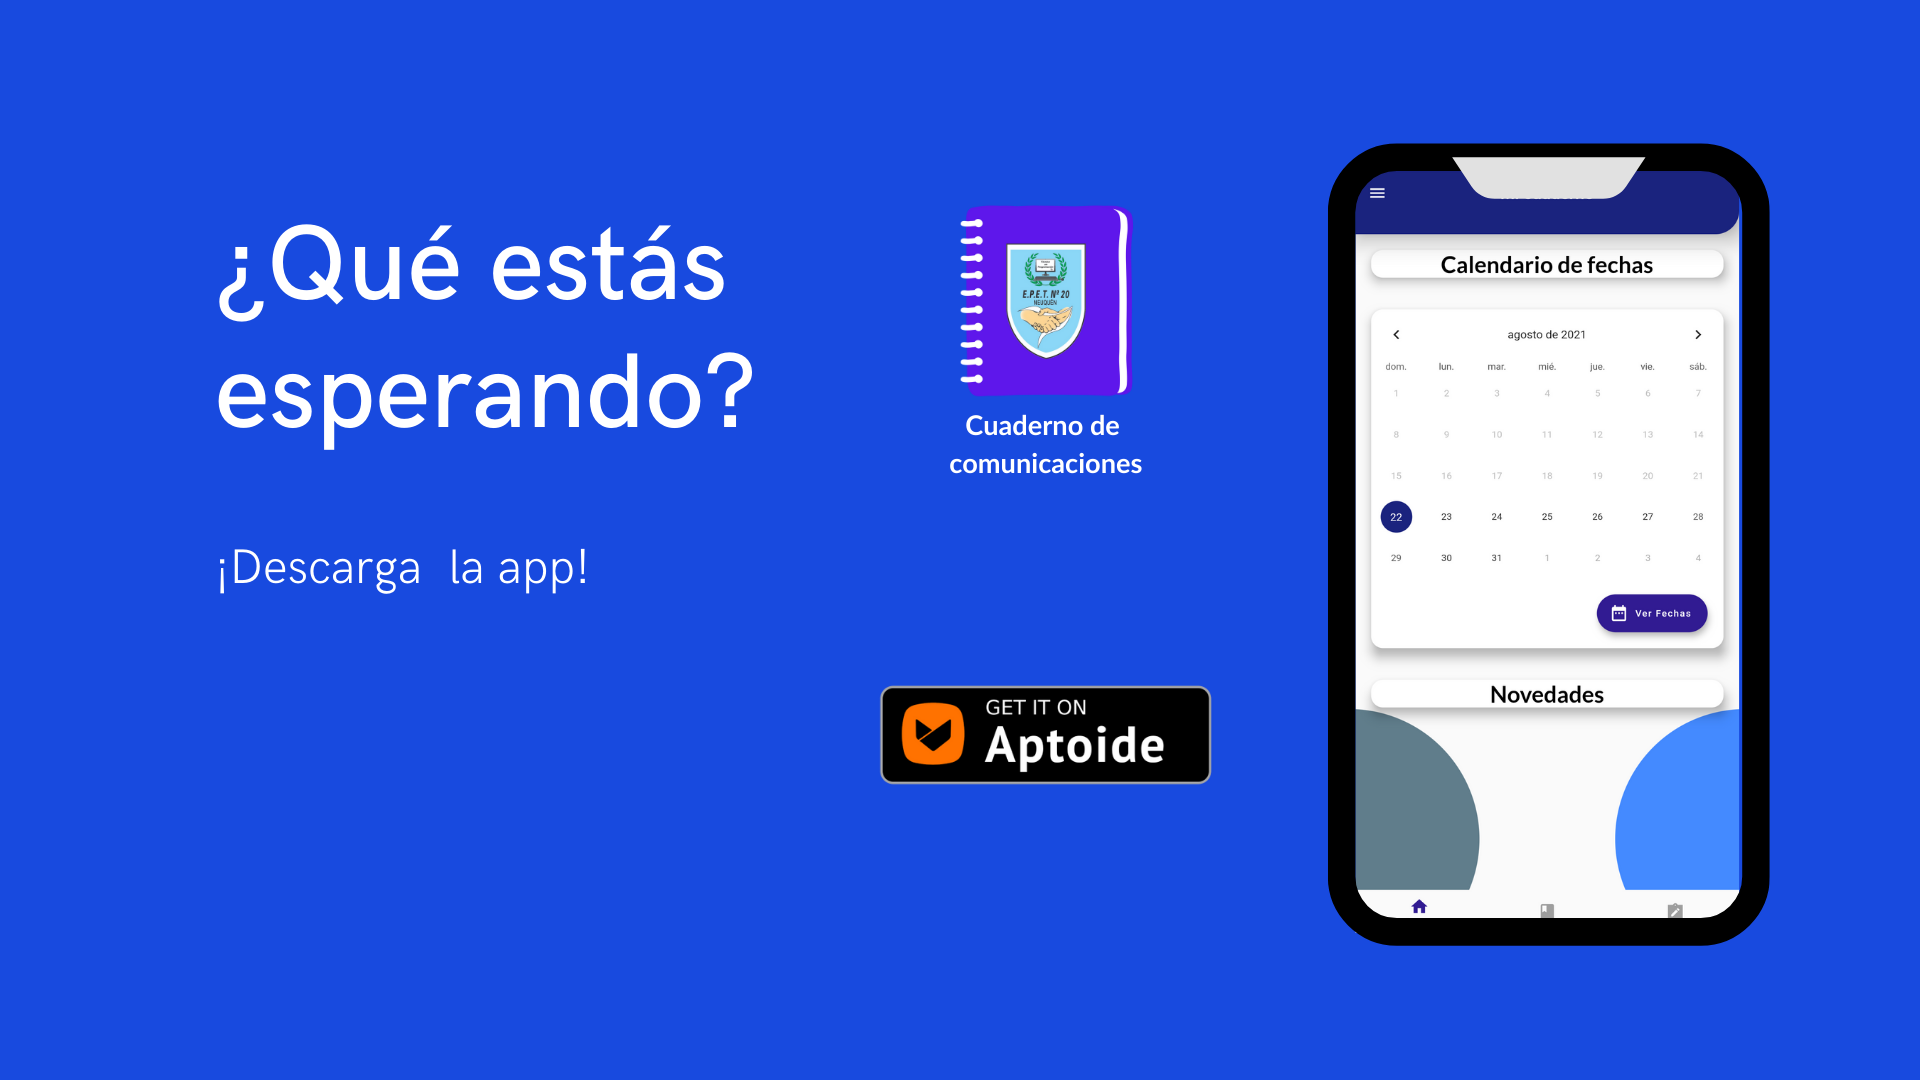 ¿Qué estás
esperando?
¡Descarga la app!
E.P.E.T. Nº 20
NEUQUÉN
Cuaderno de
comunicaciones
GET IT ON
Aptoide
Calendario de fechas
agosto de 2021
dom. lun. mar. mié. jue. vie. sáb.
1 2 3 4 5 6 7
8 9 10 11 12 13 14
15 16 17 18 19 20 21
22 23 24 25 26 27 28
29 30 31 1 2 3 4
Ver Fechas
Novedades